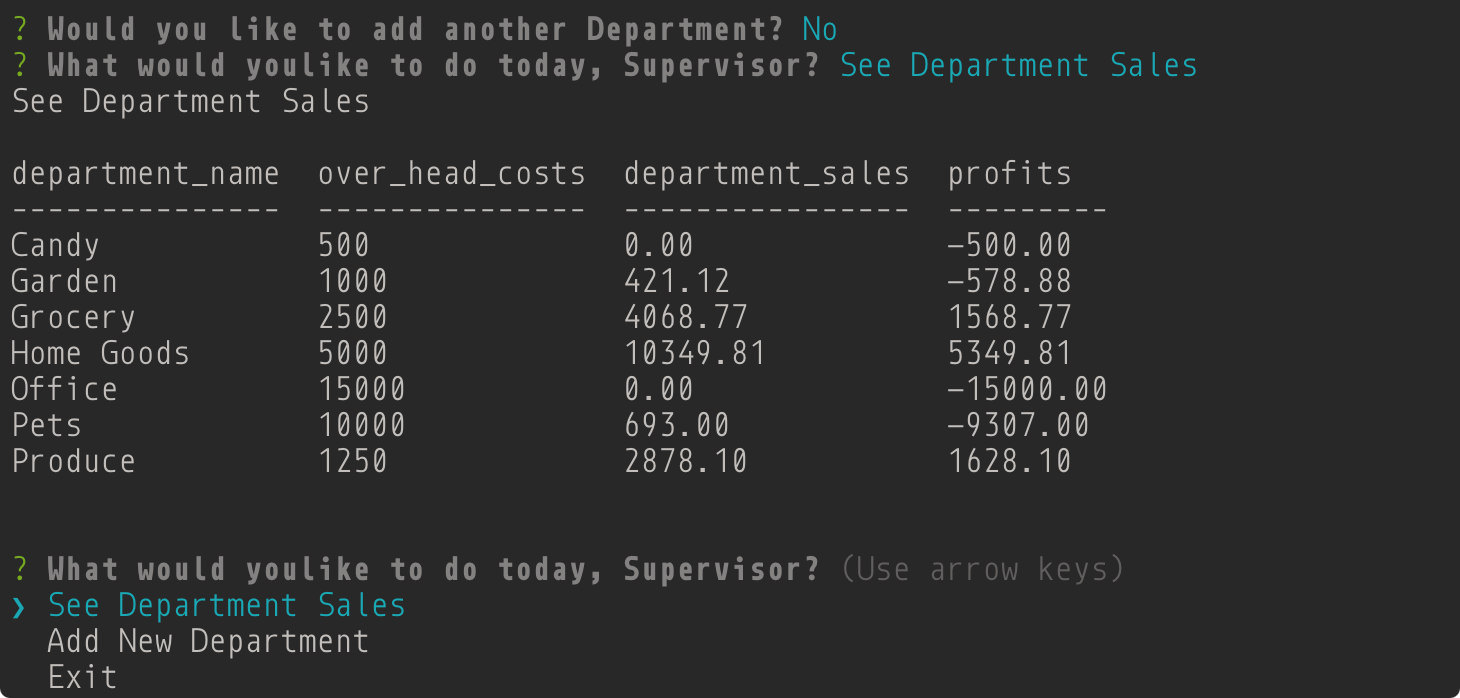 ? Would you like to add another Department? No
? What would youlike to do today, Supervisor? See Department Sales
See Department Sales
department_name  over_head_costs  department_sales  profits
---------------  ---------------  ----------------  ---------
Candy            500              0.00              -500.00
Garden           1000             421.12            -578.88
Grocery          2500             4068.77           1568.77
Home Goods       5000             10349.81          5349.81
Office           15000            0.00              -15000.00
Pets             10000            693.00            -9307.00
Produce          1250             2878.10           1628.10
? What would youlike to do today, Supervisor? (Use arrow keys)
❯ See Department Sales
  Add New Department
  Exit